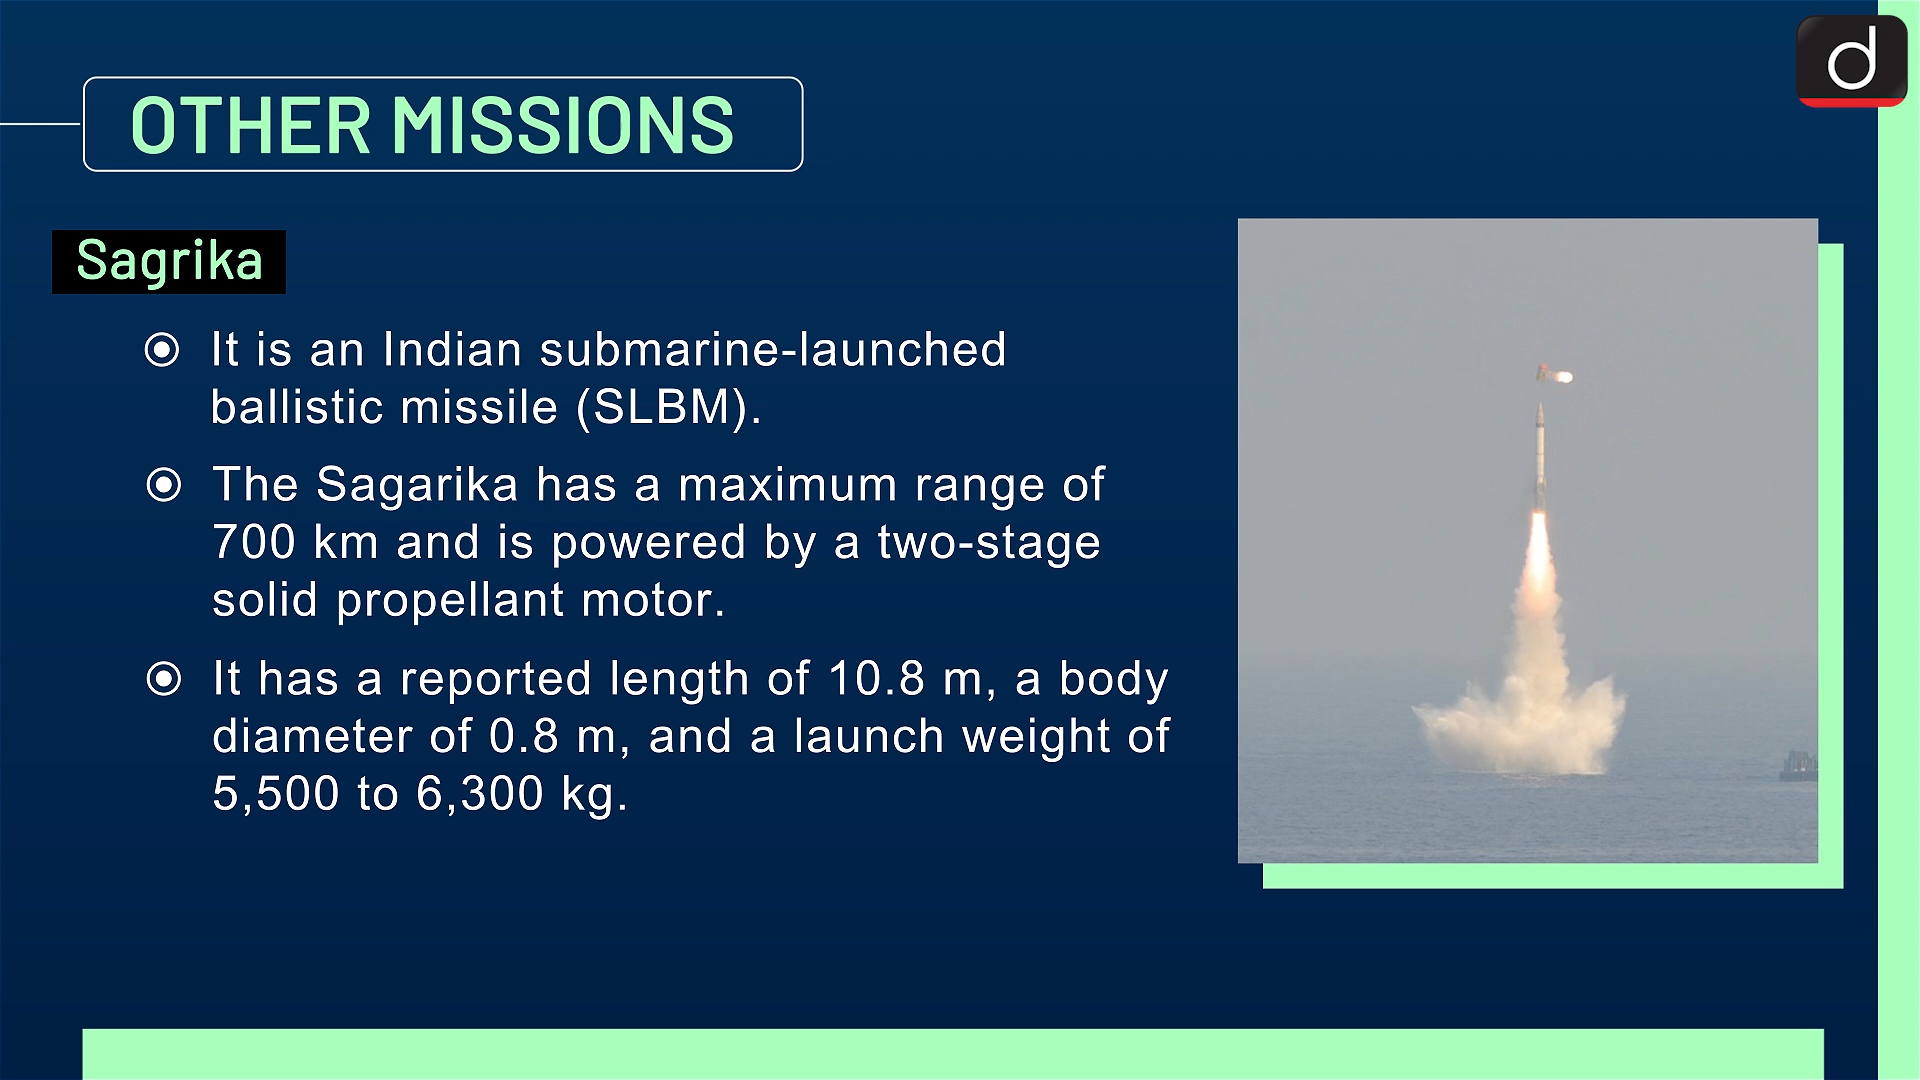 d
OTHER MISSIONS
Sagrika
It is an Indian submarine-launched
ballistic missile (SLBM).
The Sagarika has a maximum range of
700 km and is powered by a two-stage
solid propellant motor.
It has a reported length of 10.8 m, a body
diameter of 0.8 m, and a launch weight of
5,500 to 6,300 kg.